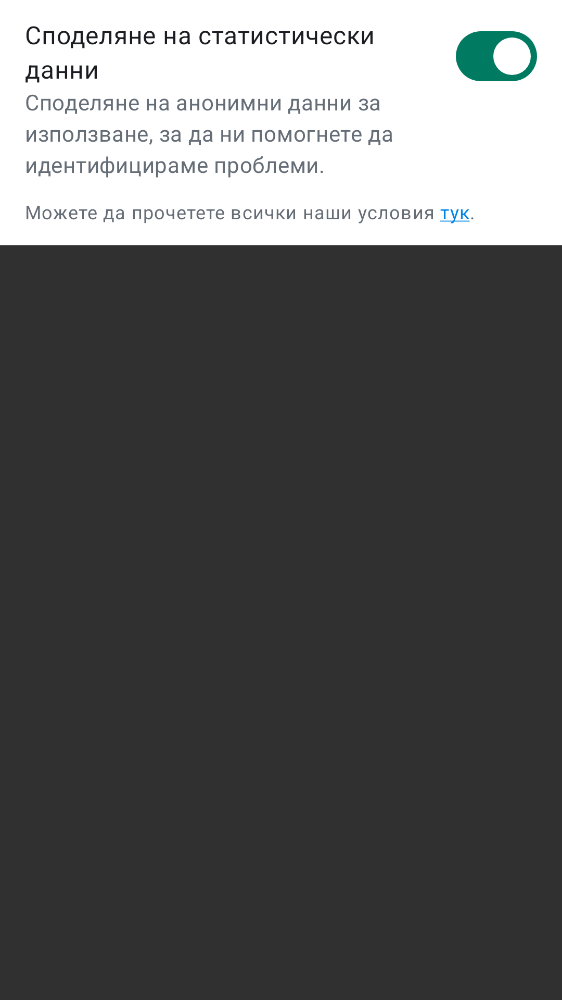 Споделяне на статистически
данни
Споделяне на анонимни данни за
използване, за да ни помогнете да
идентифицираме проблеми.
Можете да прочетете всички наши условия тук.